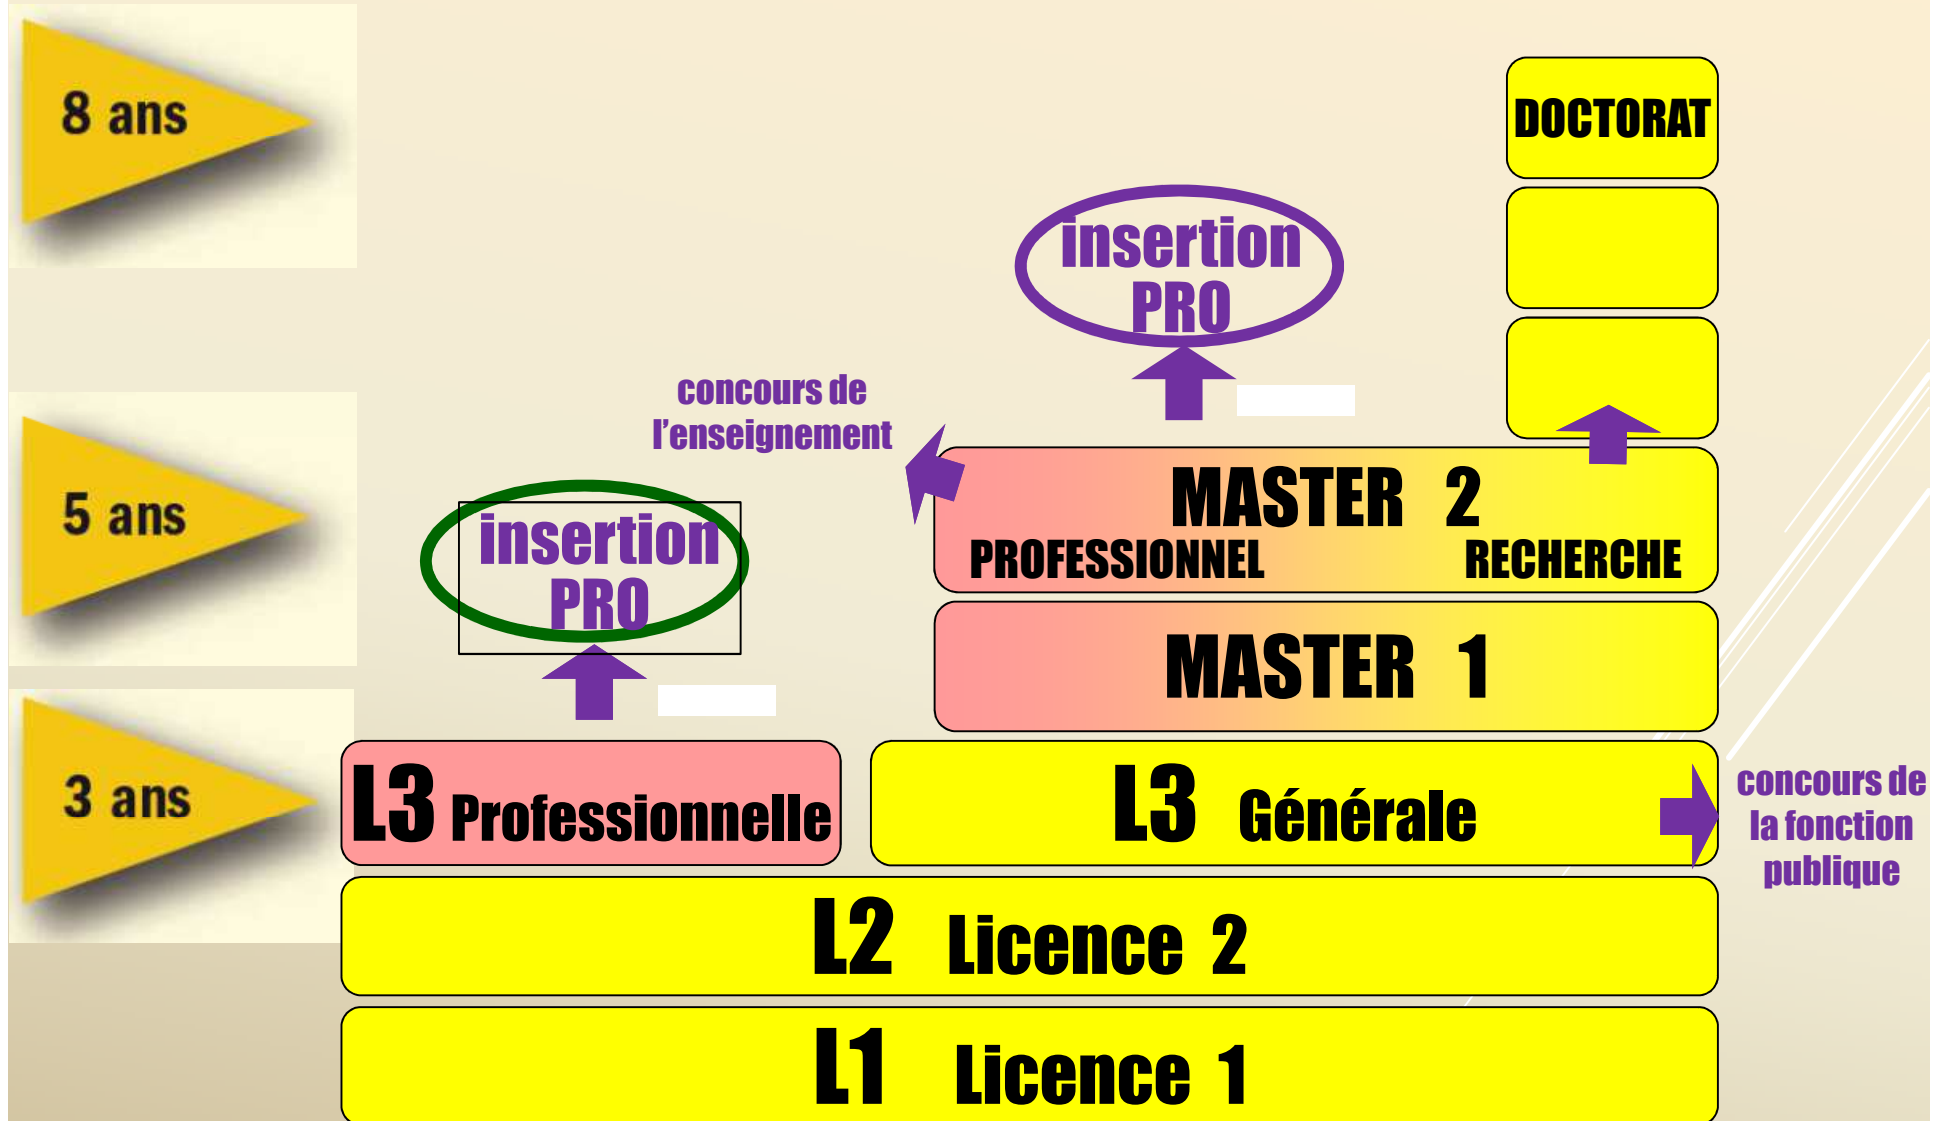 8 ans
DOCTORAT
insertion
PRO
concours de
l’enseignement
5 ans
insertion
PRO
MASTER 2
PROFESSIONNEL RECHERCHE
MASTER 1
3 ans
L3 Professionnelle
L3 Générale
concours de
la fonction
publique
L2 Licence 2
L1 Licence 1